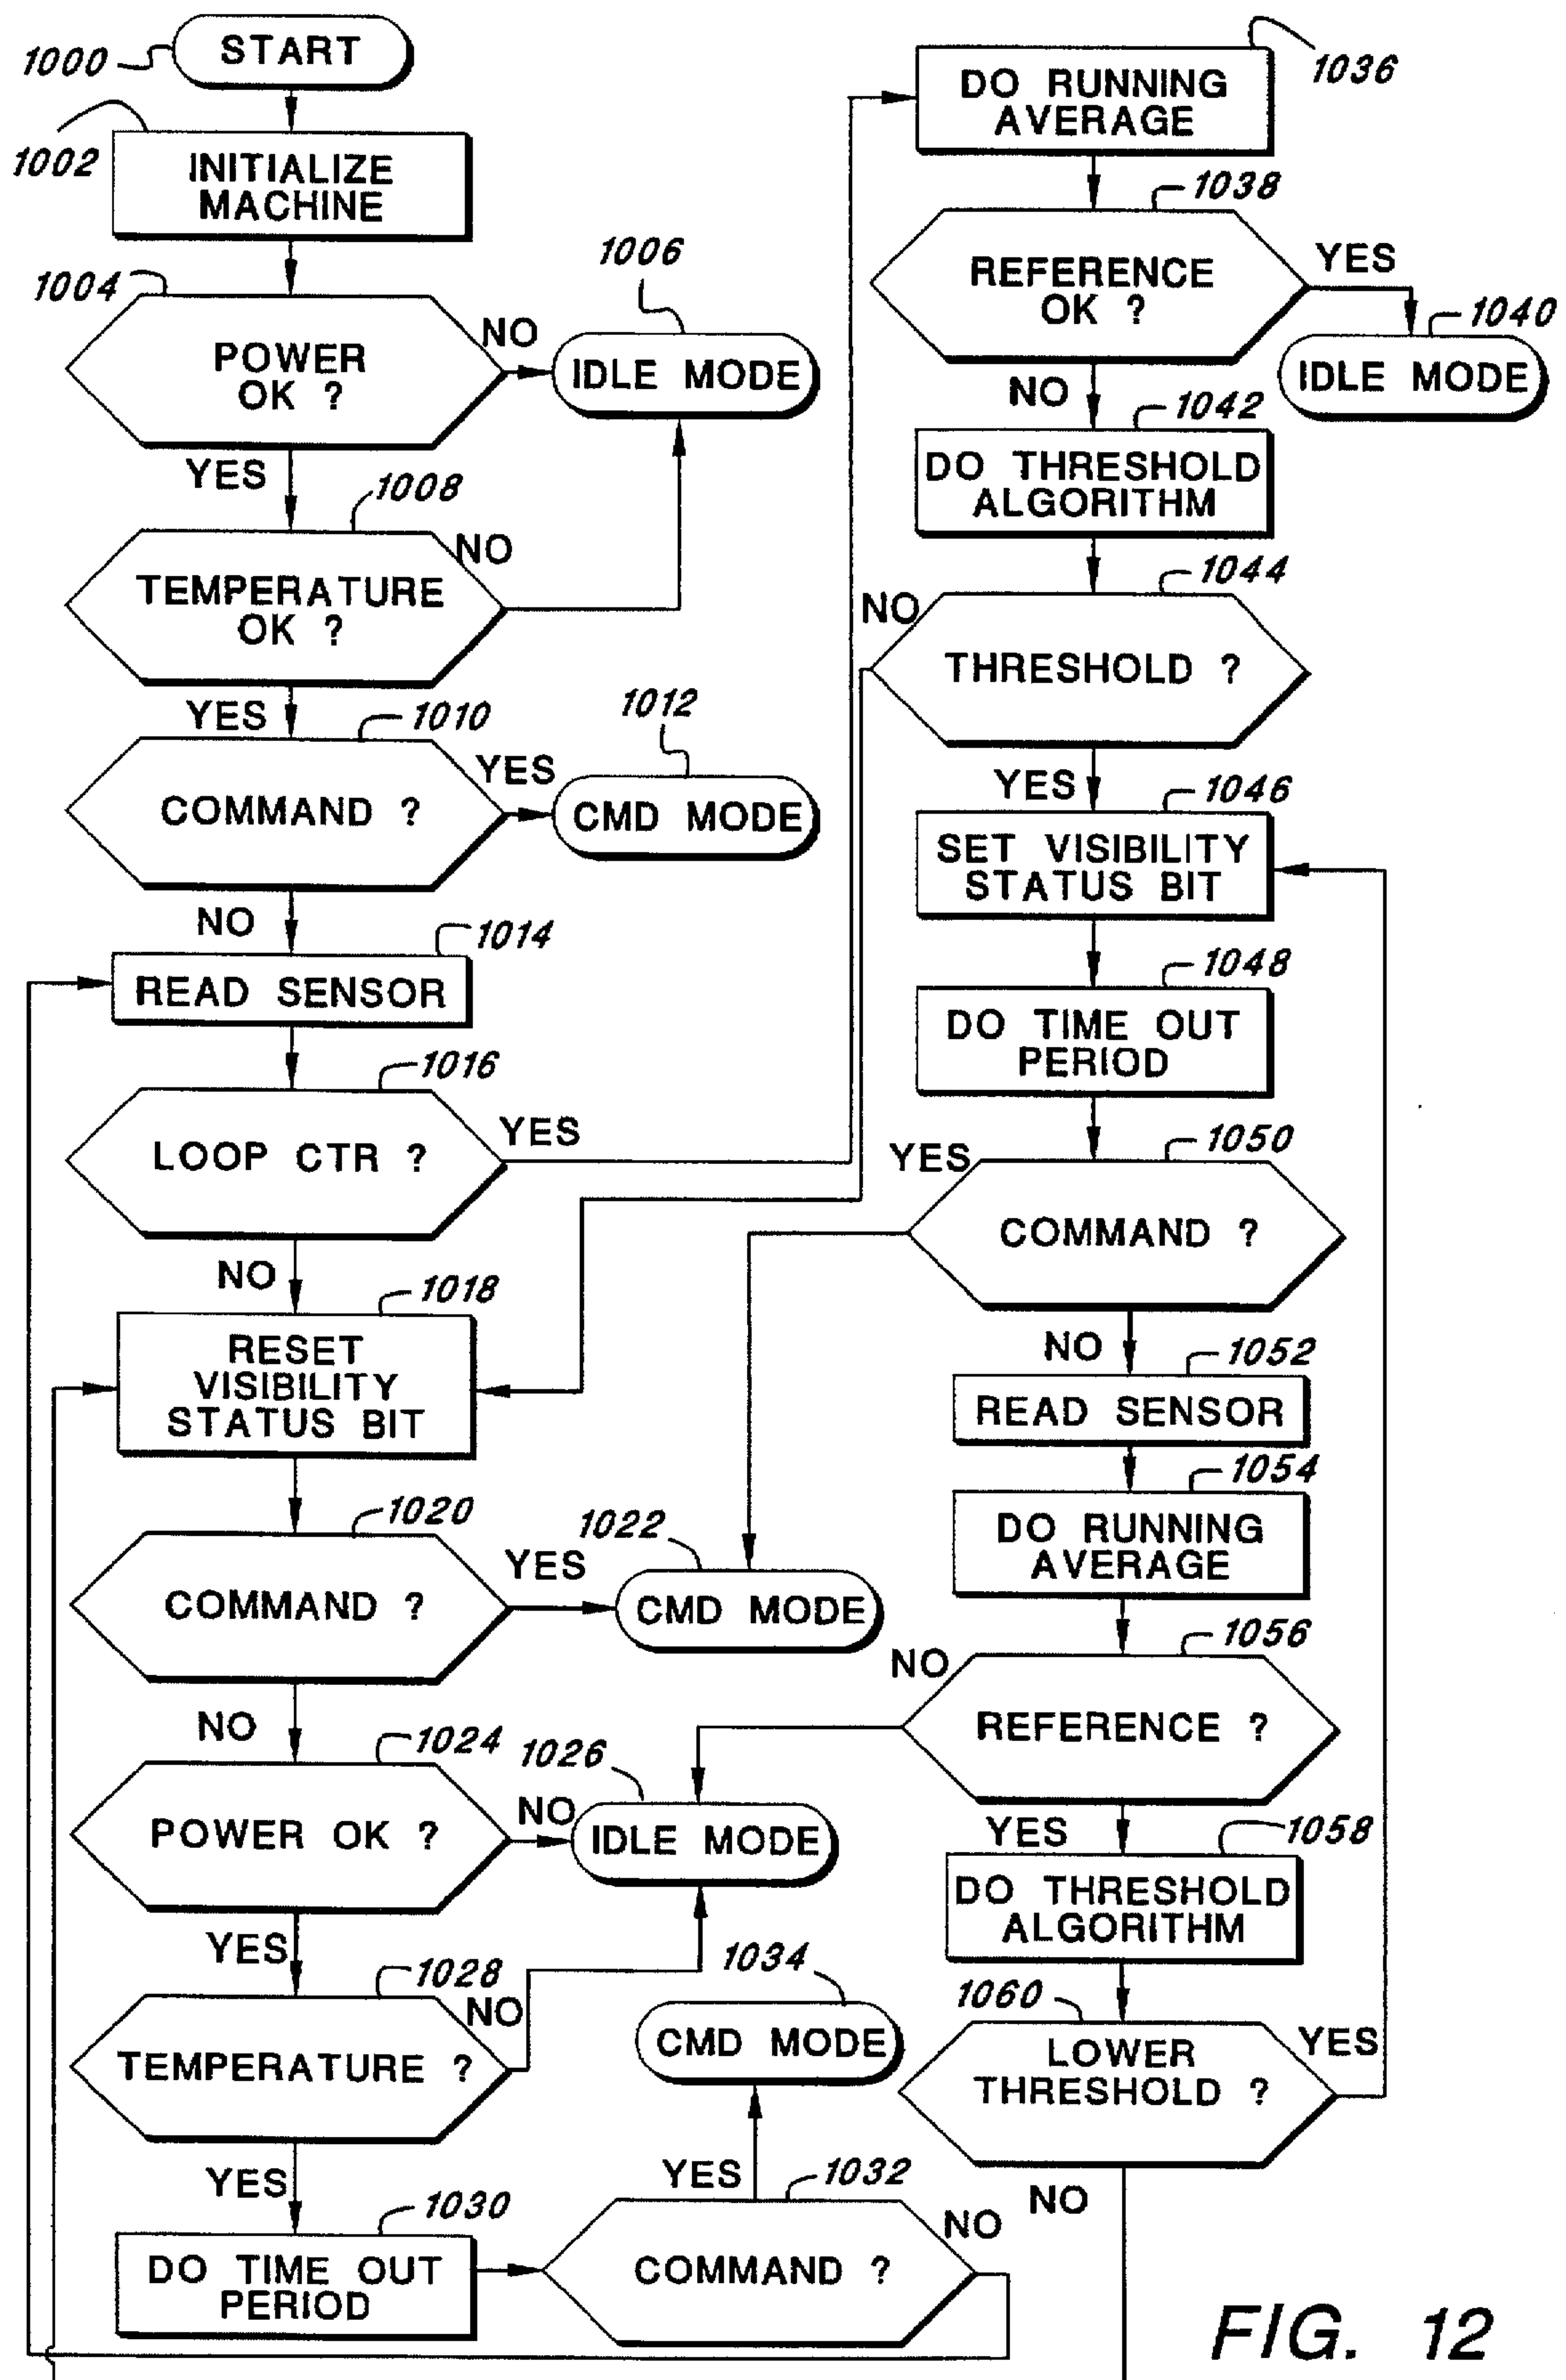 1000
START
1002
INITIALIZE
MACHINE
1004
POWER
OK ?
NO
1006
IDLE MODE
YES
1008
TEMPERATURE
OK ?
NO
YES
1010
COMMAND ?
YES
1012
CMD MODE
NO
1014
READ SENSOR
1016
LOOP CTR ?
YES
NO
1018
RESET
VISIBILITY
STATUS BIT
1020
COMMAND ?
YES
1022
CMD MODE
NO
1024
POWER OK ?
NO
1026
IDLE MODE
YES
1028
TEMPERATURE ?
NO
YES
1030
DO TIME OUT
PERIOD
1032
COMMAND ?
YES
1034
CMD MODE
NO
1036
DO RUNNING
AVERAGE
1038
REFERENCE
OK ?
YES
1040
IDLE MODE
NO
1042
DO THRESHOLD
ALGORITHM
1044
THRESHOLD ?
NO
YES
1046
SET VISIBILITY
STATUS BIT
1048
DO TIME OUT
PERIOD
1050
COMMAND ?
YES
NO
1052
READ SENSOR
1054
DO RUNNING
AVERAGE
1056
REFERENCE ?
NO
YES
1058
DO THRESHOLD
ALGORITHM
1060
LOWER
THRESHOLD ?
YES
NO
FIG. 12